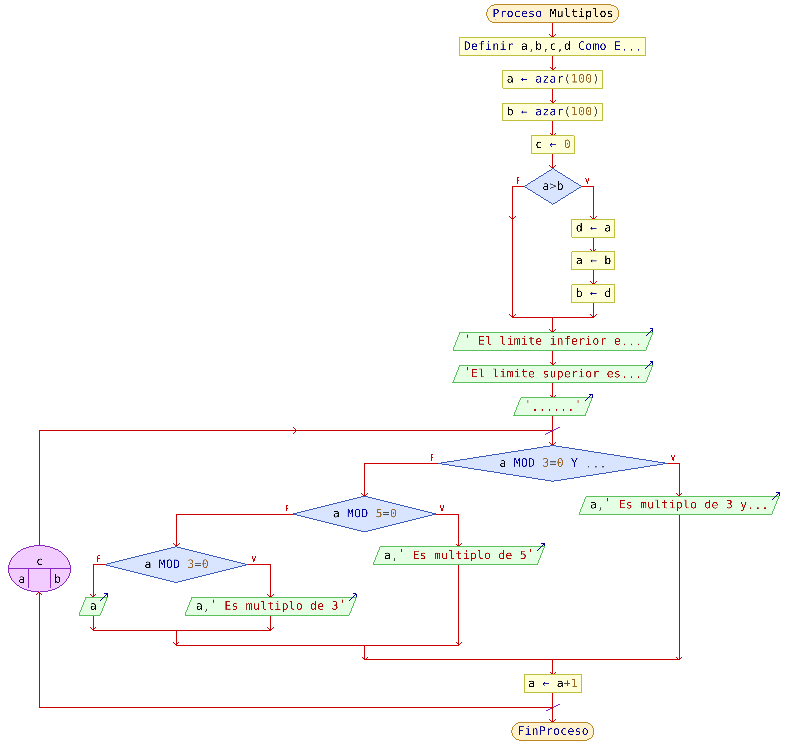 Proceso Multiplos
Definir a,b,c,d Como E...
a ← azar(100)
b ← azar(100)
c ← 0
a>b
F
V
d ← a
a ← b
b ← d
' El limite inferior e...
'El limite superior es...
'......'
a MOD 3=0 Y ...
F
V
a,' Es multiplo de 3 y...
a MOD 5=0
F
V
a,' Es multiplo de 5'
a MOD 3=0
F
V
c
a
b
a
a,' Es multiplo de 3'
a ← a+1
FinProceso